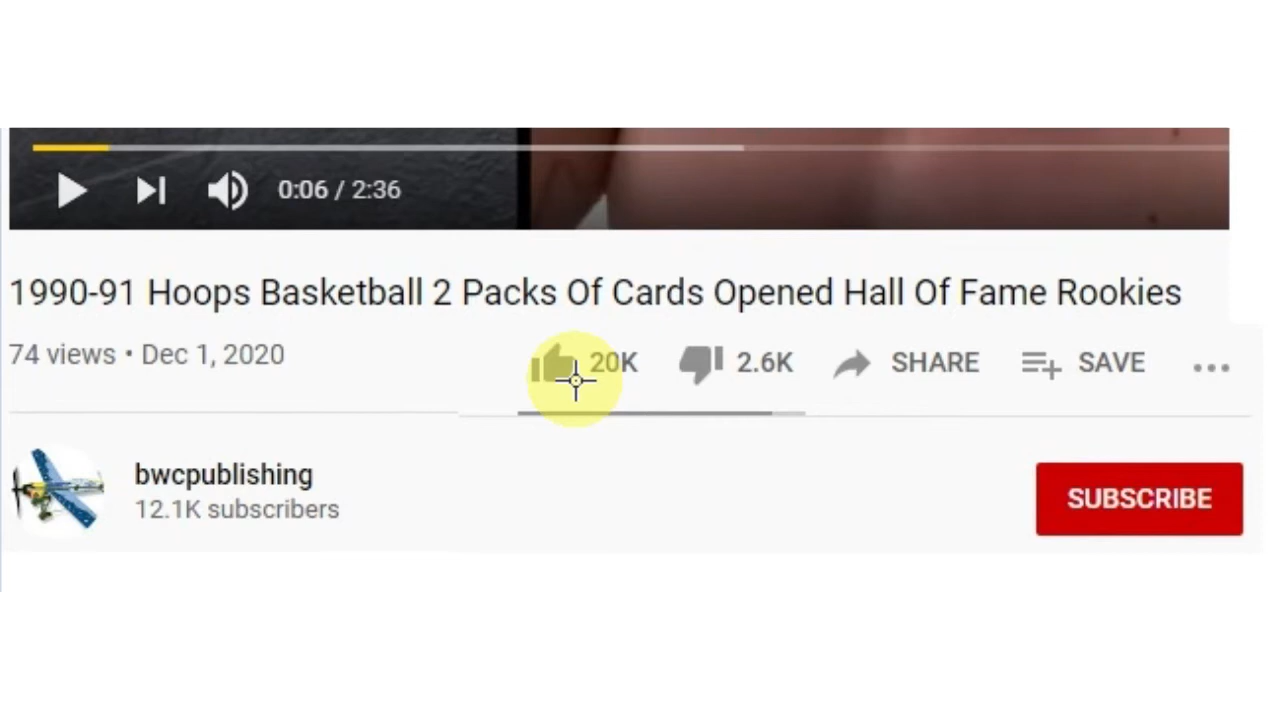 0:06 / 2:36
1990-91 Hoops Basketball 2 Packs Of Cards Opened Hall Of Fame Rookies
74 views • Dec 1, 2020 20K 2.6K SHARE SAVE
bwcpublishing
12.1K subscribers
SUBSCRIBE